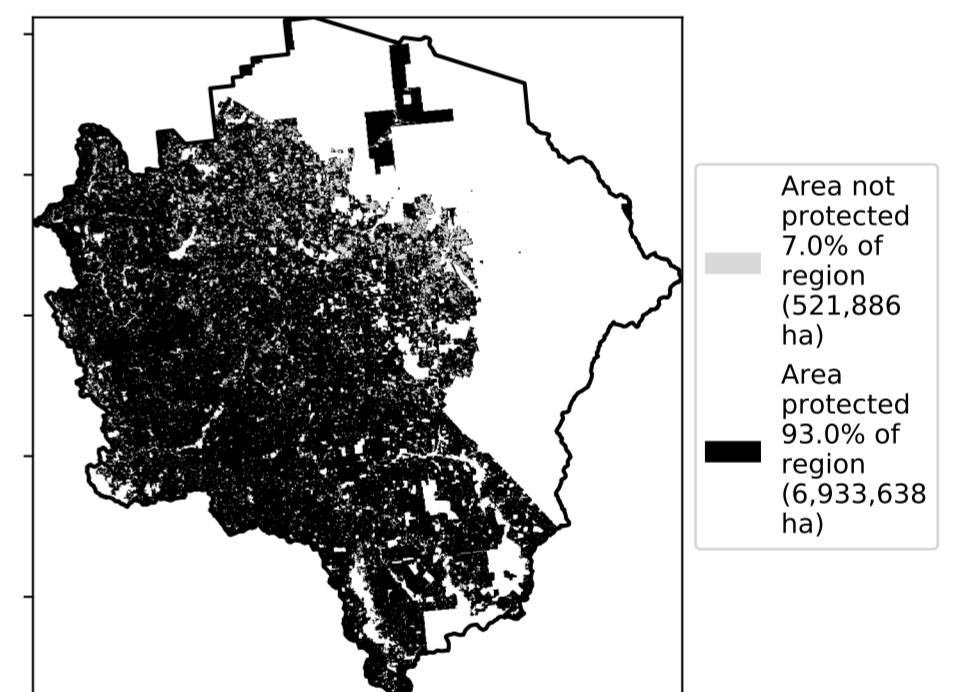 Area not
protected
7.0% of
region
(521,886
ha)
Area
protected
93.0% of
region
(6,933,638
ha)